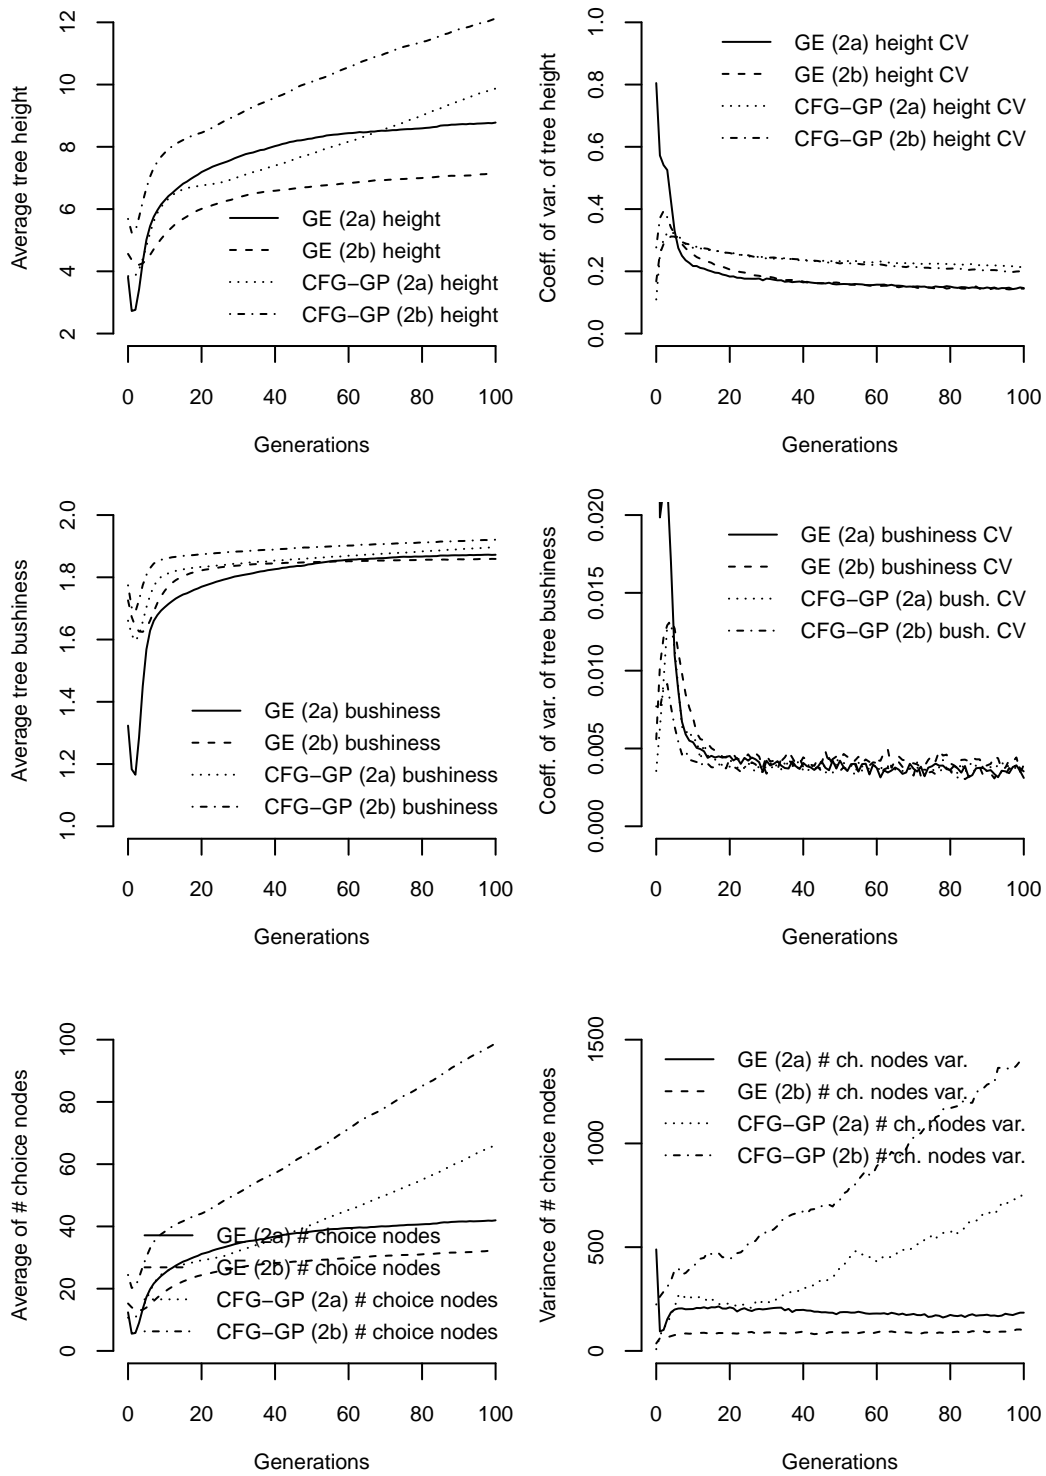 Average tree height
2 4 6 8 10 12
GE (2a) height
GE (2b) height
CFG−GP (2a) height
CFG−GP (2b) height
0 20 40 60 80 100
Generations
Coeff. of var. of tree height
0.0 0.2 0.4 0.6 0.8 1.0
GE (2a) height CV
GE (2b) height CV
CFG−GP (2a) height CV
CFG−GP (2b) height CV
0 20 40 60 80 100
Generations
Average tree bushiness
1.0 1.2 1.4 1.6 1.8 2.0
GE (2a) bushiness
GE (2b) bushiness
CFG−GP (2a) bushiness
CFG−GP (2b) bushiness
0 20 40 60 80 100
Generations
Coeff. of var. of tree bushiness
0.000 0.005 0.010 0.015 0.020
GE (2a) bushiness CV
GE (2b) bushiness CV
CFG−GP (2a) bush. CV
CFG−GP (2b) bush. CV
0 20 40 60 80 100
Generations
Average of # choice nodes
0 20 40 60 80 100
GE (2a) # choice nodes
GE (2b) # choice nodes
CFG−GP (2a) # choice nodes
CFG−GP (2b) # choice nodes
0 20 40 60 80 100
Generations
Variance of # choice nodes
0 500 1000 1500
GE (2a) # ch. nodes var.
GE (2b) # ch. nodes var.
CFG−GP (2a) # ch. nodes var.
CFG−GP (2b) # ch. nodes var.
0 20 40 60 80 100
Generations